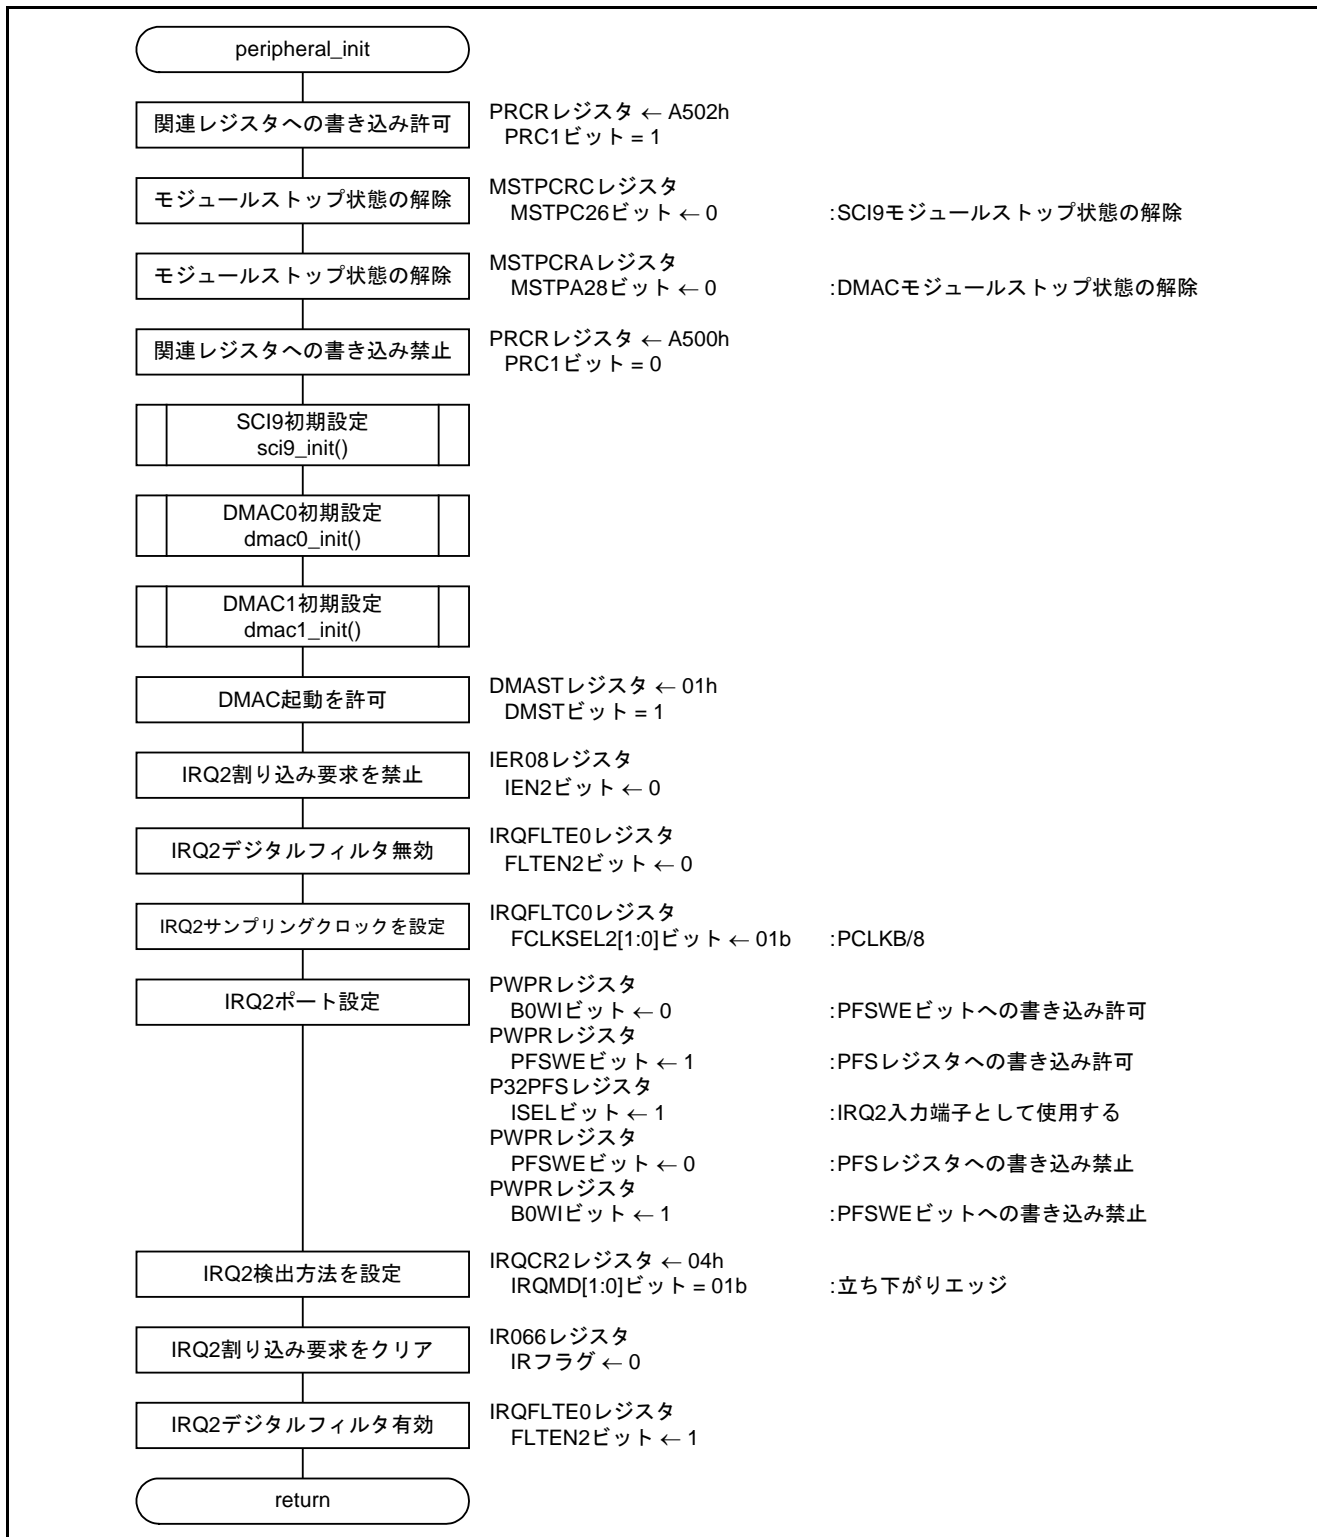 peripheral_init
関連レジスタへの書き込み許可
PRCRレジスタ ← A502h
PRC1ビット = 1
モジュールストップ状態の解除
MSTPCRCレジスタ
MSTPC26ビット ← 0 :SCI9モジュールストップ状態の解除
モジュールストップ状態の解除
MSTPCRAレジスタ
MSTPA28ビット ← 0 :DMACモジュールストップ状態の解除
関連レジスタへの書き込み禁止
PRCRレジスタ ← A500h
PRC1ビット = 0
SCI9初期設定
sci9_init()
DMAC0初期設定
dmac0_init()
DMAC1初期設定
dmac1_init()
DMAC起動を許可
DMASTレジスタ ← 01h
DMSTビット = 1
IRQ2割り込み要求を禁止
IER08レジスタ
IEN2ビット ← 0
IRQ2デジタルフィルタ無効
IRQFLTE0レジスタ
FLTEN2ビット ← 0
IRQ2サンプリングクロックを設定
IRQFLTC0レジスタ
FCLKSEL2[1:0]ビット ← 01b :PCLKB/8
IRQ2ポート設定
PWPRレジスタ
B0WIビット ← 0 :PFSWEビットへの書き込み許可
PWPRレジスタ
PFSWEビット ← 1 :PFSレジスタへの書き込み許可
P32PFSレジスタ
ISELビット ← 1 :IRQ2入力端子として使用する
PWPRレジスタ
PFSWEビット ← 0 :PFSレジスタへの書き込み禁止
PWPRレジスタ
B0WIビット ← 1 :PFSWEビットへの書き込み禁止
IRQ2検出方法を設定
IRQCR2レジスタ ← 04h
IRQMD[1:0]ビット = 01b :立ち下がりエッジ
IRQ2割り込み要求をクリア
IR066レジスタ
IRフラグ ← 0
IRQ2デジタルフィルタ有効
IRQFLTE0レジスタ
FLTEN2ビット ← 1
return